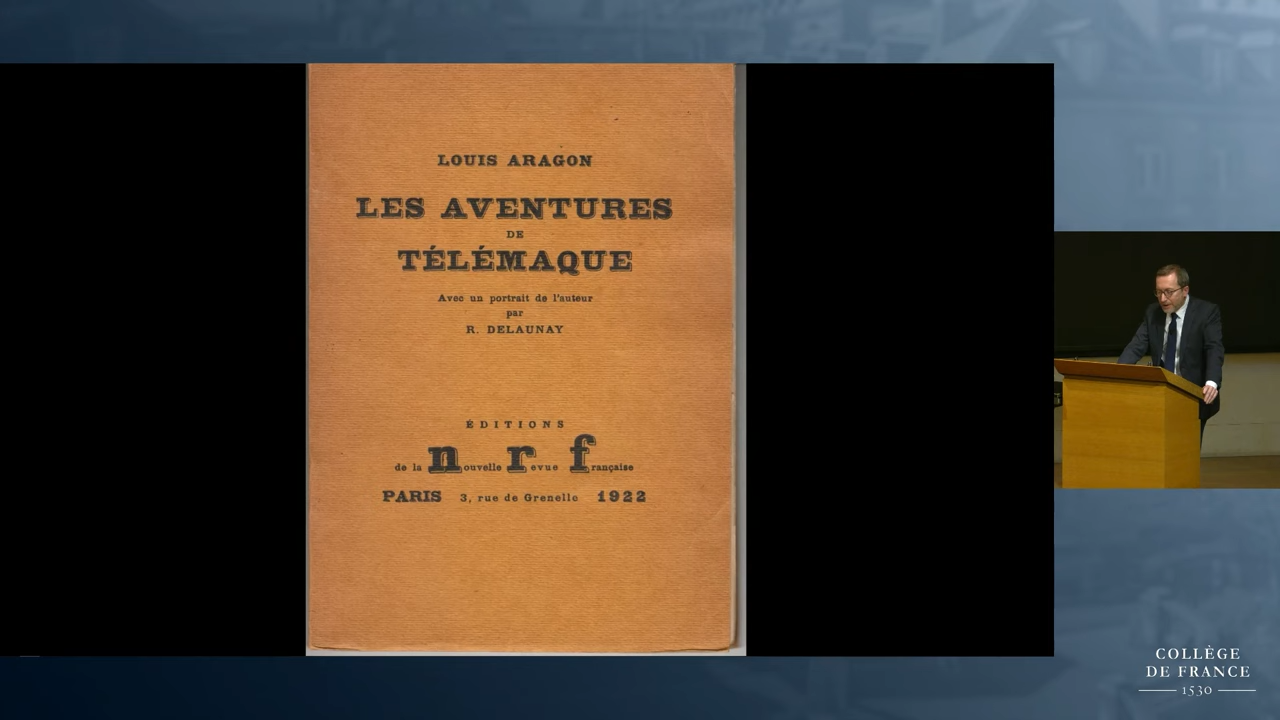 LOUIS ARAGON
LES AVENTURES
DE
TÉLÉMAQUE
Avec un portrait de l'auteur
par
R. DELAUNAY
ÉDITIONS
de la nouvelle revue française
PARIS 3, rue de Grenelle 1922
COLLÈGE
DE FRANCE
1530